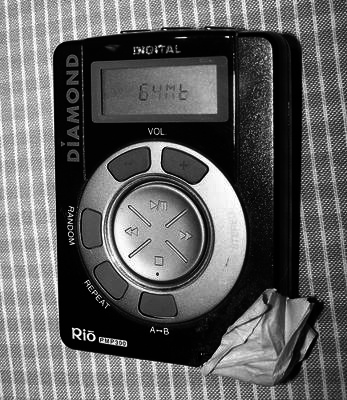 DIGITAL
DIAMOND
64Mb
VOL
- +
RANDOM
REPEAT
A↔B
Rio PMP300